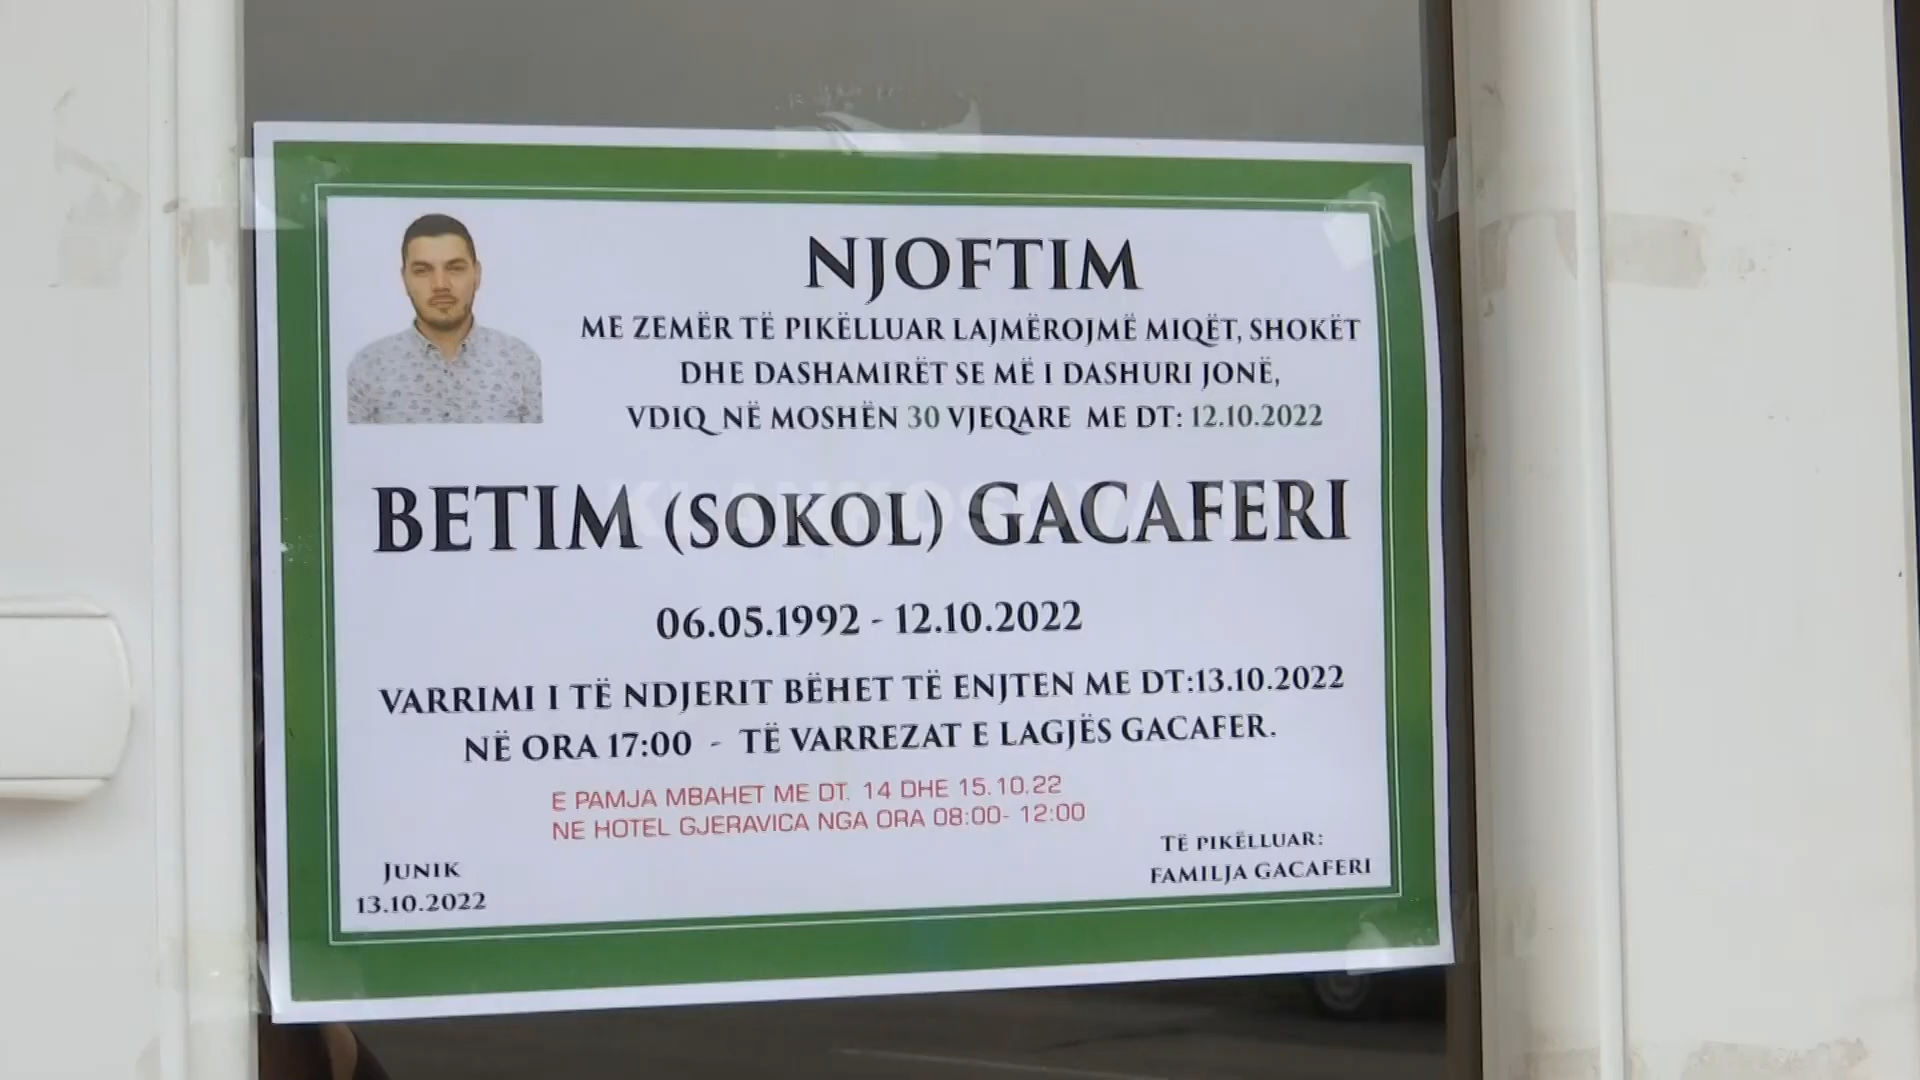 NJOFTIM
ME ZEMËR TË PIKËLLUAR LAJMËROJMË MIQËT, SHOKËT
DHE DASHAMIRËT SE MË I DASHURI JONË,
VDIQ NË MOSHËN 30 VJEQARE ME DT: 12.10.2022
BETIM (SOKOL) GACAFERI
06.05.1992 - 12.10.2022
VARRIMI I TË NDJERIT BËHET TË ENJTEN ME DT:13.10.2022
NË ORA 17:00 - TË VARREZAT E LAGJËS GACAFER.
E PAMJA MBAHET ME DT. 14 DHE 15.10.22
NE HOTEL GJERAVICA NGA ORA 08:00- 12:00
JUNIK
13.10.2022
TË PIKËLLUAR:
FAMILJA GACAFERI